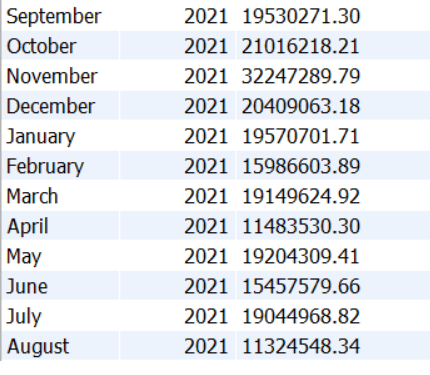 September 2021 19530271.30
October 2021 21016218.21
November 2021 32247289.79
December 2021 20409063.18
January 2021 19570701.71
February 2021 15986603.89
March 2021 19149624.92
April 2021 11483530.30
May 2021 19204309.41
June 2021 15457579.66
July 2021 19044968.82
August 2021 11324548.34